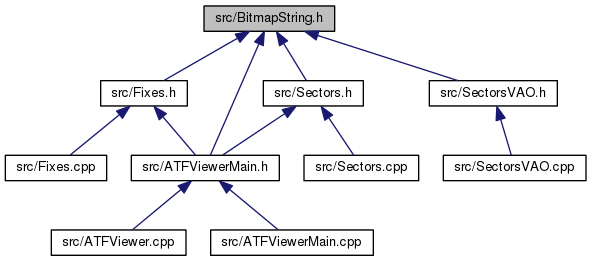 src/BitmapString.h
src/Fixes.h
src/Sectors.h
src/SectorsVAO.h
src/Fixes.cpp
src/ATFViewerMain.h
src/Sectors.cpp
src/SectorsVAO.cpp
src/ATFViewer.cpp
src/ATFViewerMain.cpp